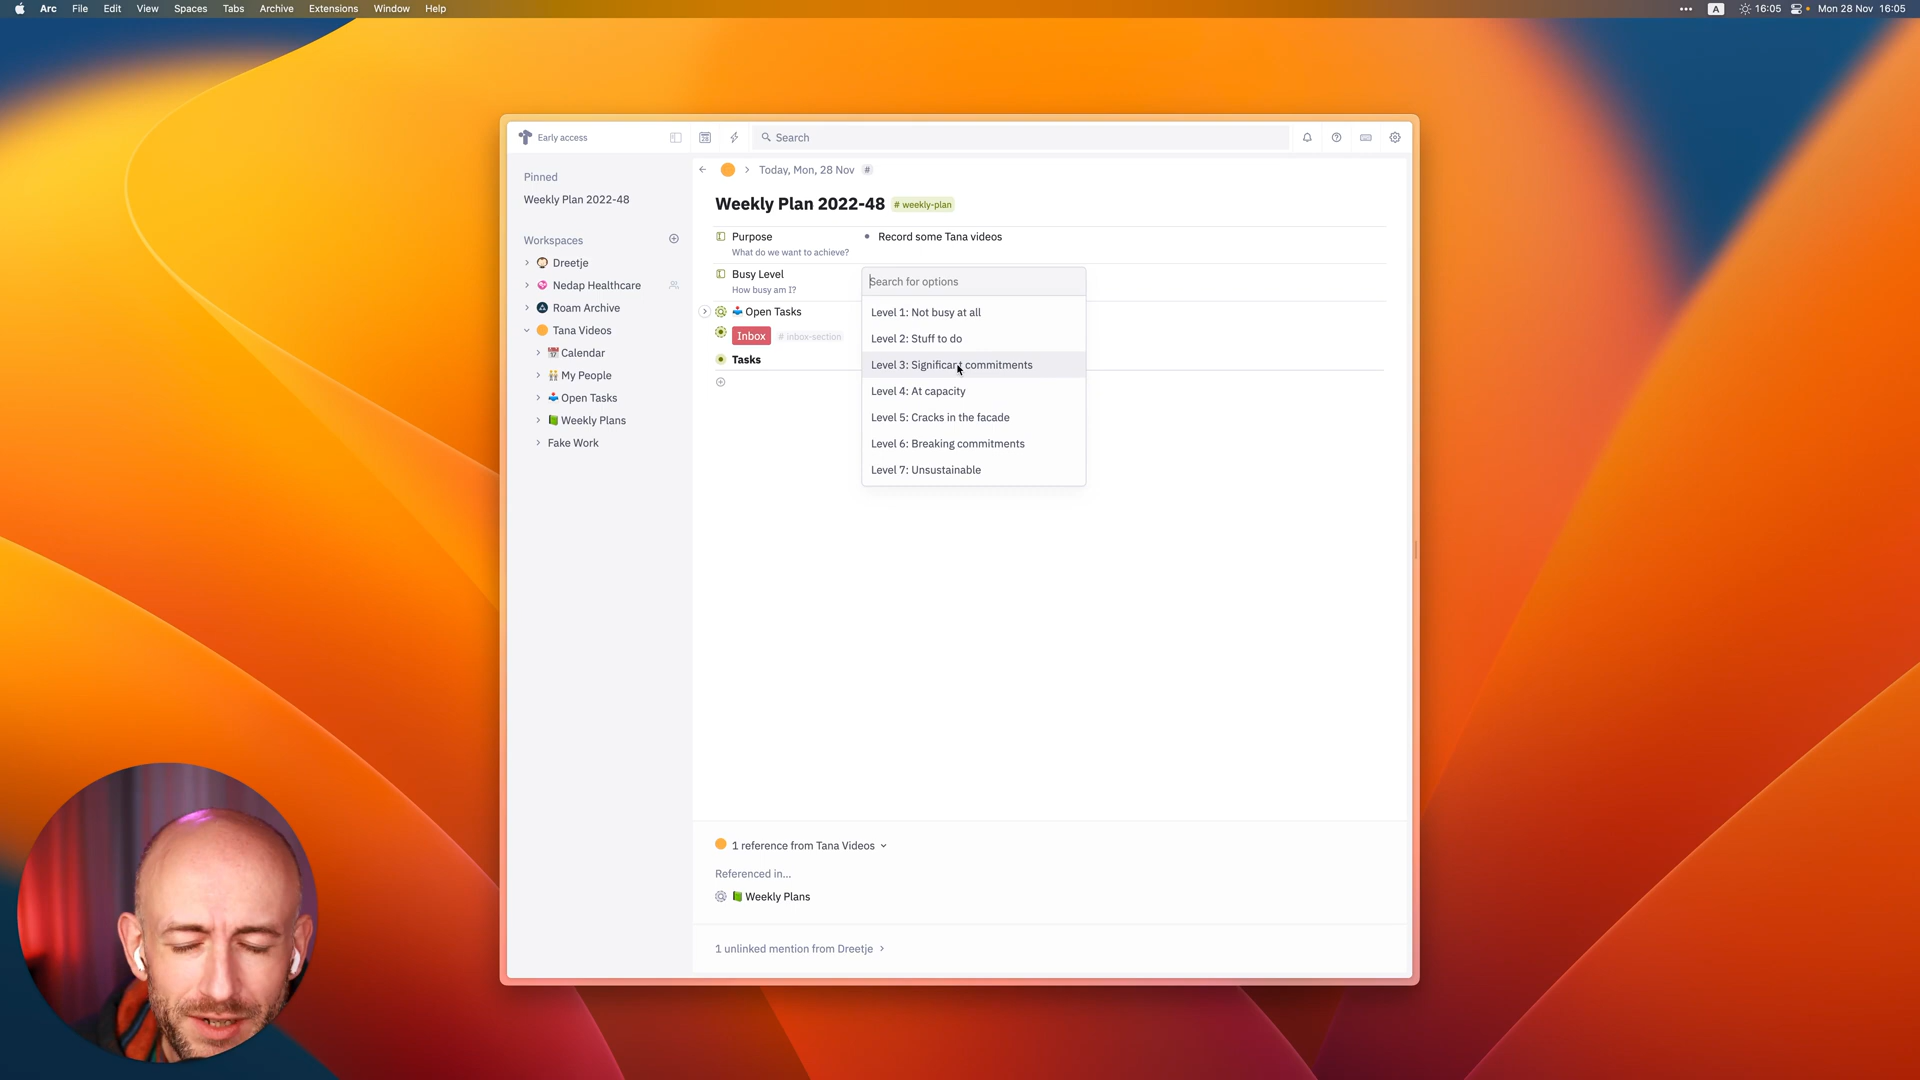 Arc File Edit View Spaces Tabs Archive Extensions Window Help
A 16:05 Mon 28 Nov 16:05
Early access
28
Search
Pinned
Weekly Plan 2022-48
Workspaces
Dreetje
Nedap Healthcare
Roam Archive
Tana Videos
Calendar
My People
Open Tasks
Weekly Plans
Fake Work
Today, Mon, 28 Nov #
Weekly Plan 2022-48 # weekly-plan
Purpose
What do we want to achieve?
Record some Tana videos
Busy Level
How busy am I?
Search for options
Level 1: Not busy at all
Level 2: Stuff to do
Level 3: Significant commitments
Level 4: At capacity
Level 5: Cracks in the facade
Level 6: Breaking commitments
Level 7: Unsustainable
Open Tasks
Inbox # inbox-section
Tasks
1 reference from Tana Videos
Referenced in...
Weekly Plans
1 unlinked mention from Dreetje